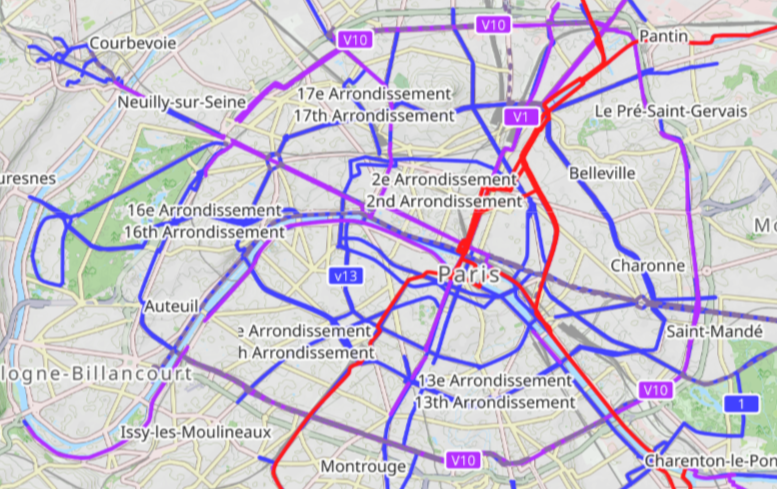 V10
V10
Courbevoie
Pantin
17e Arrondissement
17th Arrondissement
Neuilly-sur-Seine
V1
Le Pré-Saint-Gervais
uresnes
2e Arrondissement
2nd Arrondissement
Belleville
16e Arrondissement
16th Arrondissement
Mo
v13
Paris
Charonne
Auteuil
e Arrondissement
h Arrondissement
Saint-Mandé
logne-Billancourt
13e Arrondissement
13th Arrondissement
V10
1
Issy-les-Moulineaux
Montrouge
V10
Charenton-le-Pon